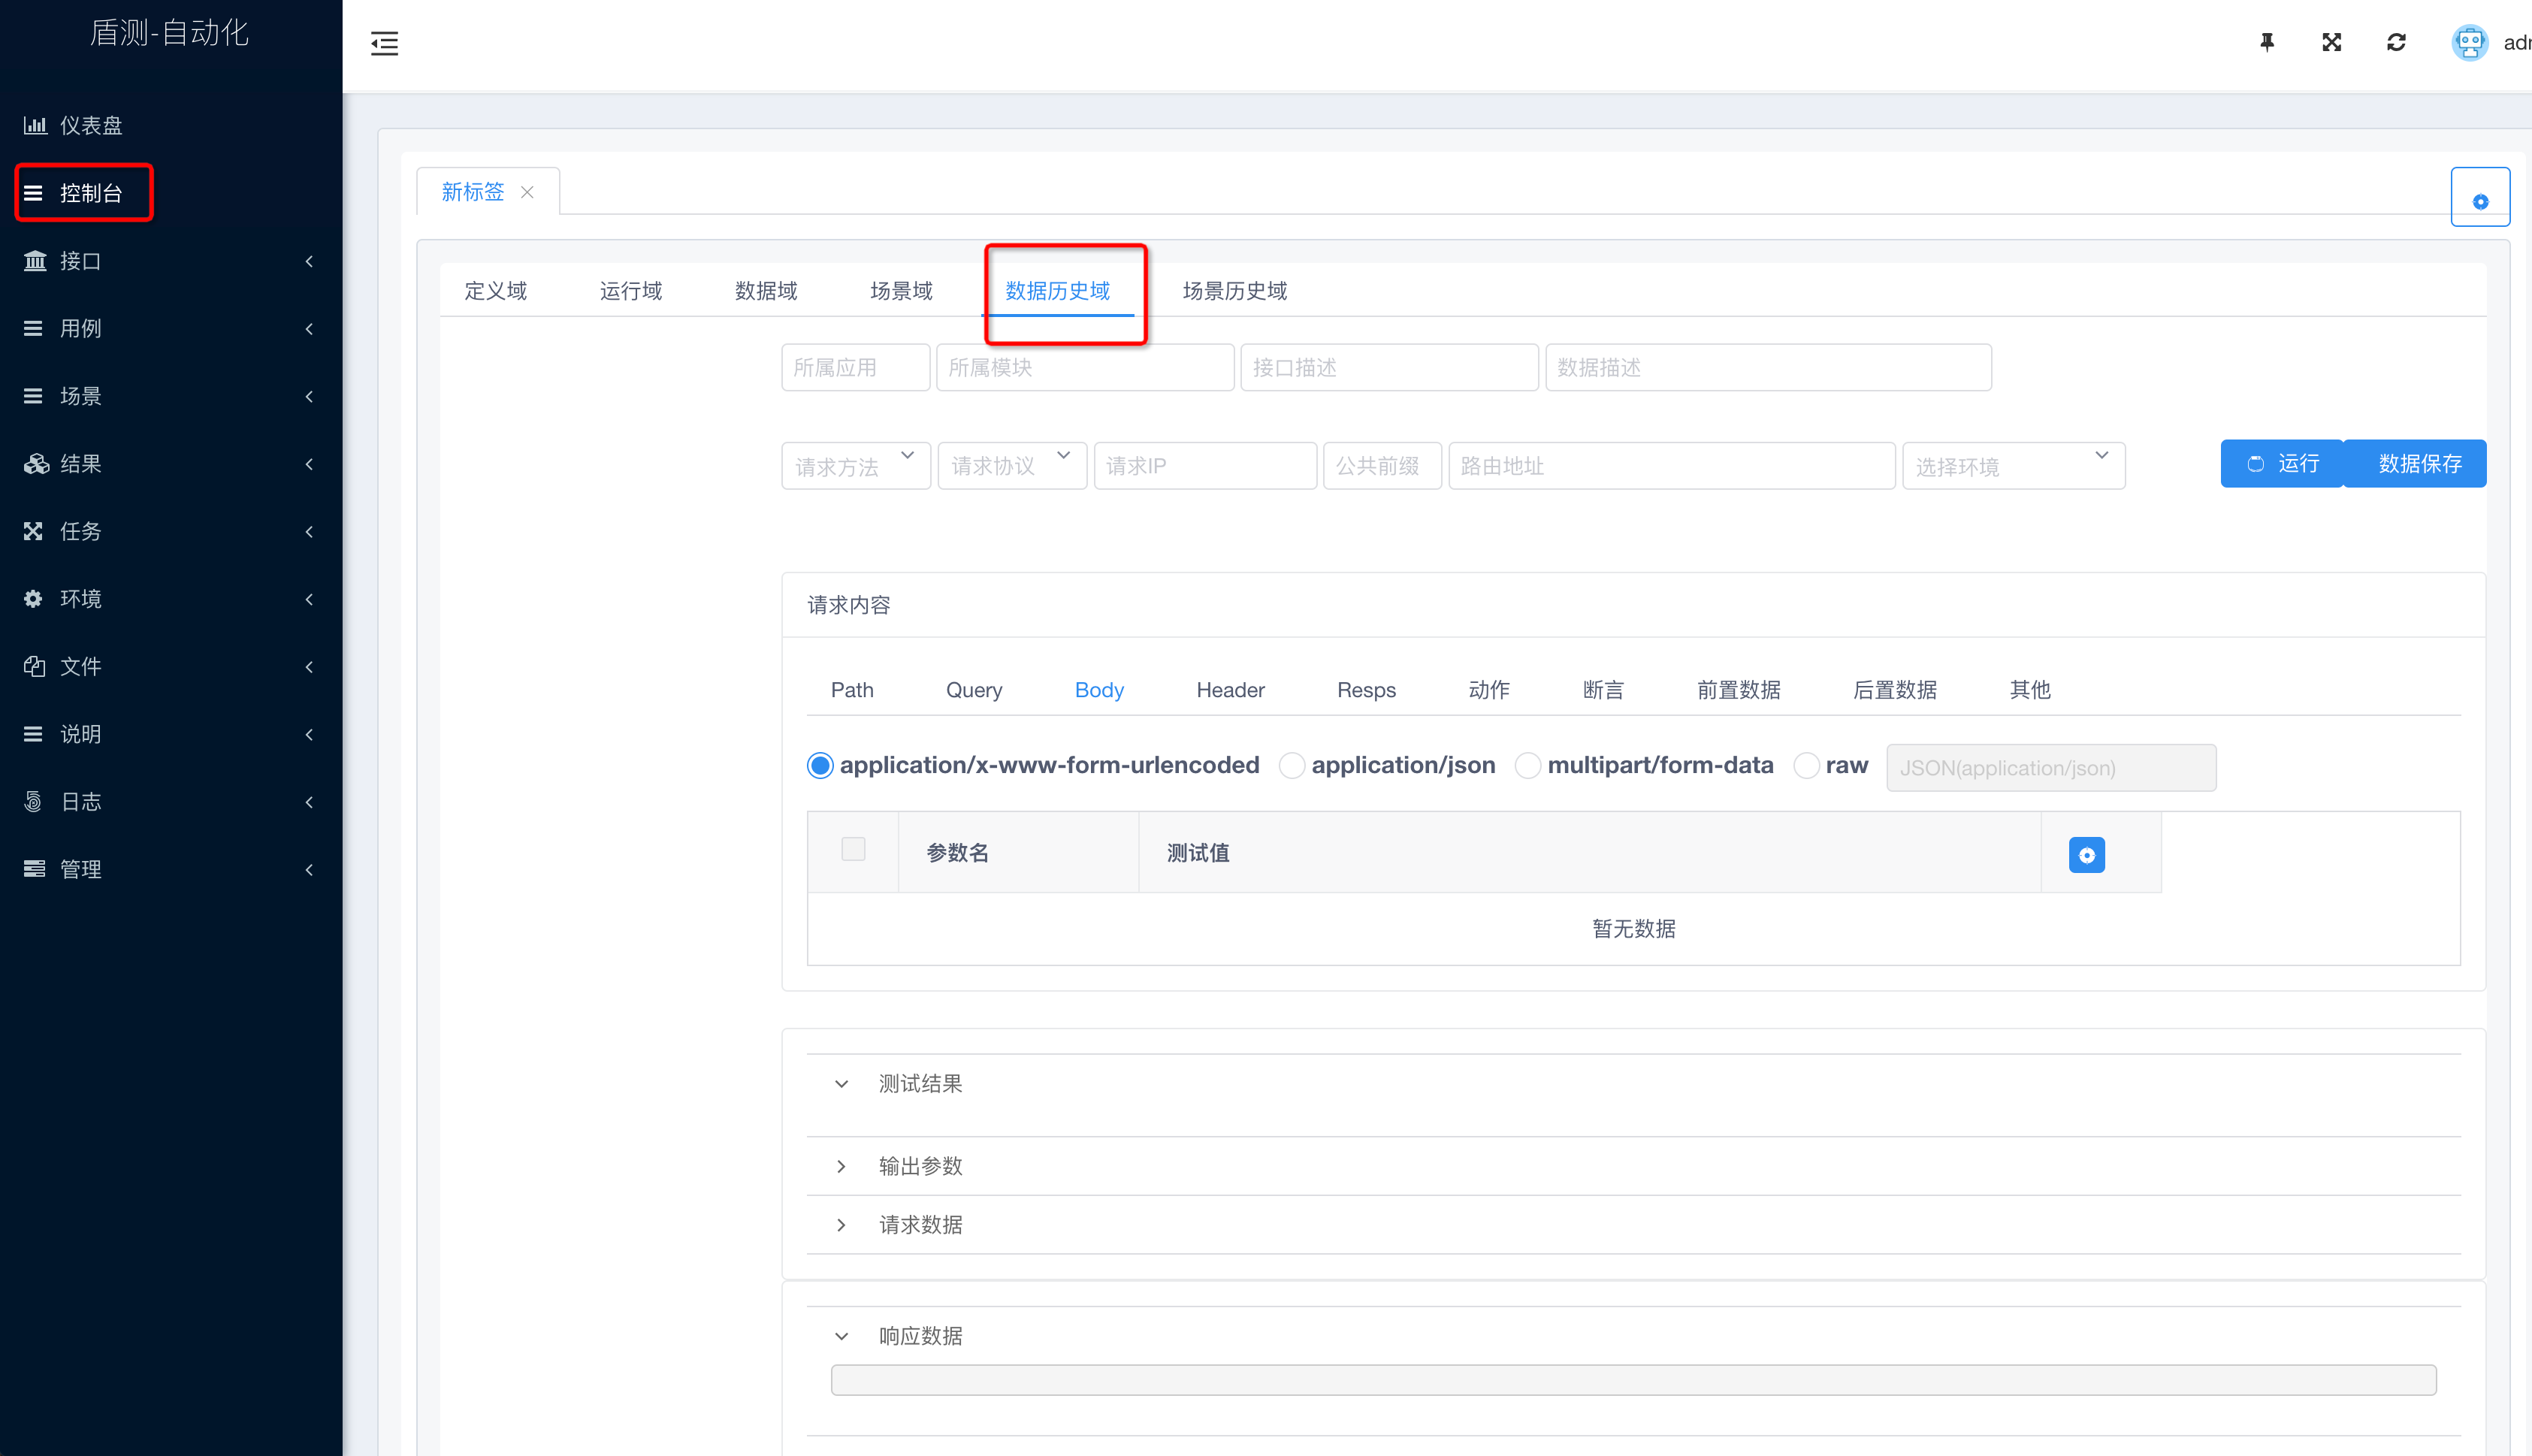 盾测-自动化
adm
仪表盘
控制台
接口
用例
场景
结果
任务
环境
文件
说明
日志
管理
新标签
定义域 运行域 数据域 场景域 数据历史域 场景历史域
所属应用 所属模块 接口描述 数据描述
请求方法 请求协议 请求IP 公共前缀 路由地址 选择环境 运行 数据保存
请求内容
Path Query Body Header Resps 动作 断言 前置数据 后置数据 其他
application/x-www-form-urlencoded application/json multipart/form-data raw JSON(application/json)
参数名 测试值
暂无数据
测试结果
输出参数
请求数据
响应数据